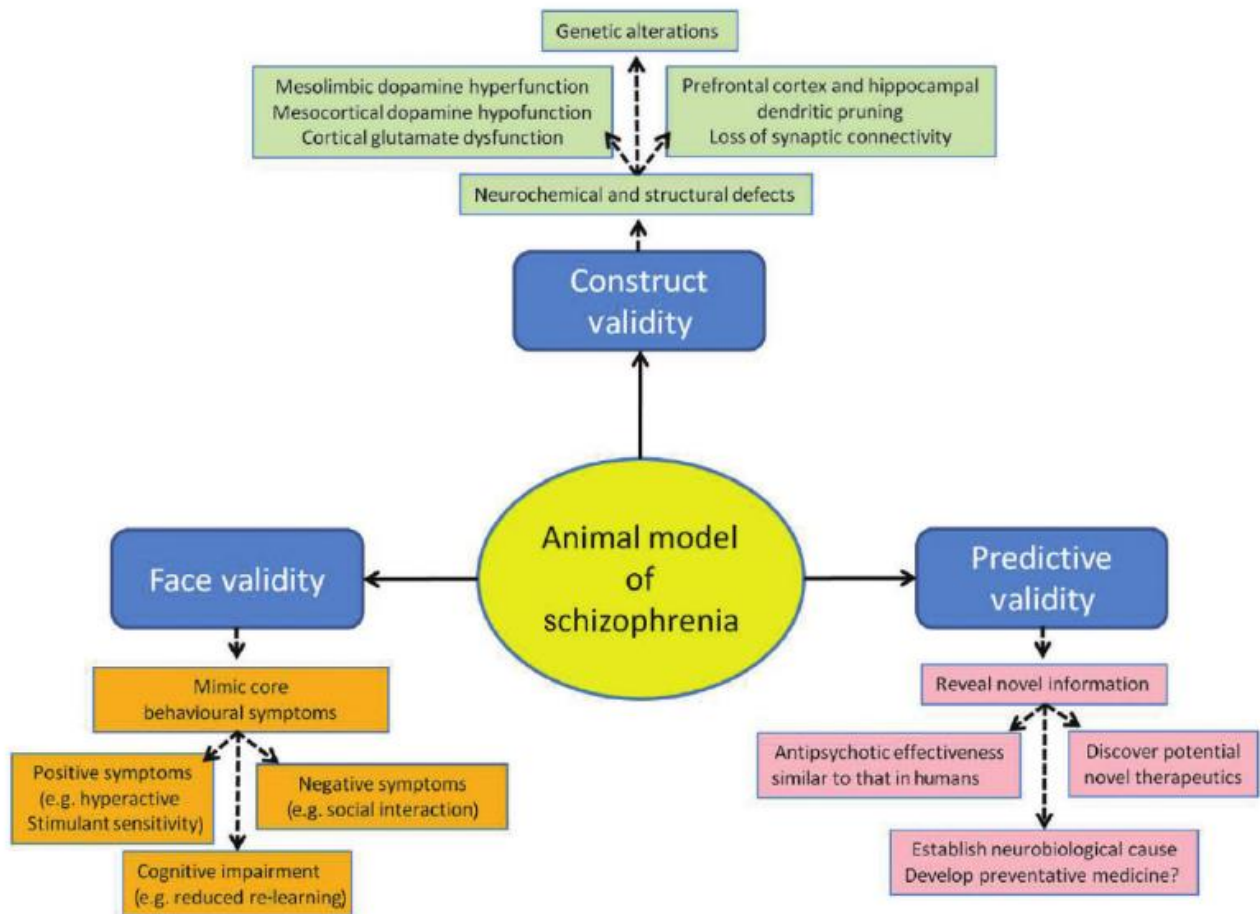 Genetic alterations
Mesolimbic dopamine hyperfunction
Mesocortical dopamine hypofunction
Cortical glutamate dysfunction
Prefrontal cortex and hippocampal
dendritic pruning
Loss of synaptic connectivity
Neurochemical and structural defects
Construct
validity
Animal model
of
schizophrenia
Face validity
Predictive
validity
Mimic core
behavioural symptoms
Positive symptoms
(e.g. hyperactive
Stimulant sensitivity)
Negative symptoms
(e.g. social interaction)
Cognitive impairment
(e.g. reduced re-learning)
Reveal novel information
Antipsychotic effectiveness
similar to that in humans
Discover potential
novel therapeutics
Establish neurobiological cause
Develop preventative medicine?